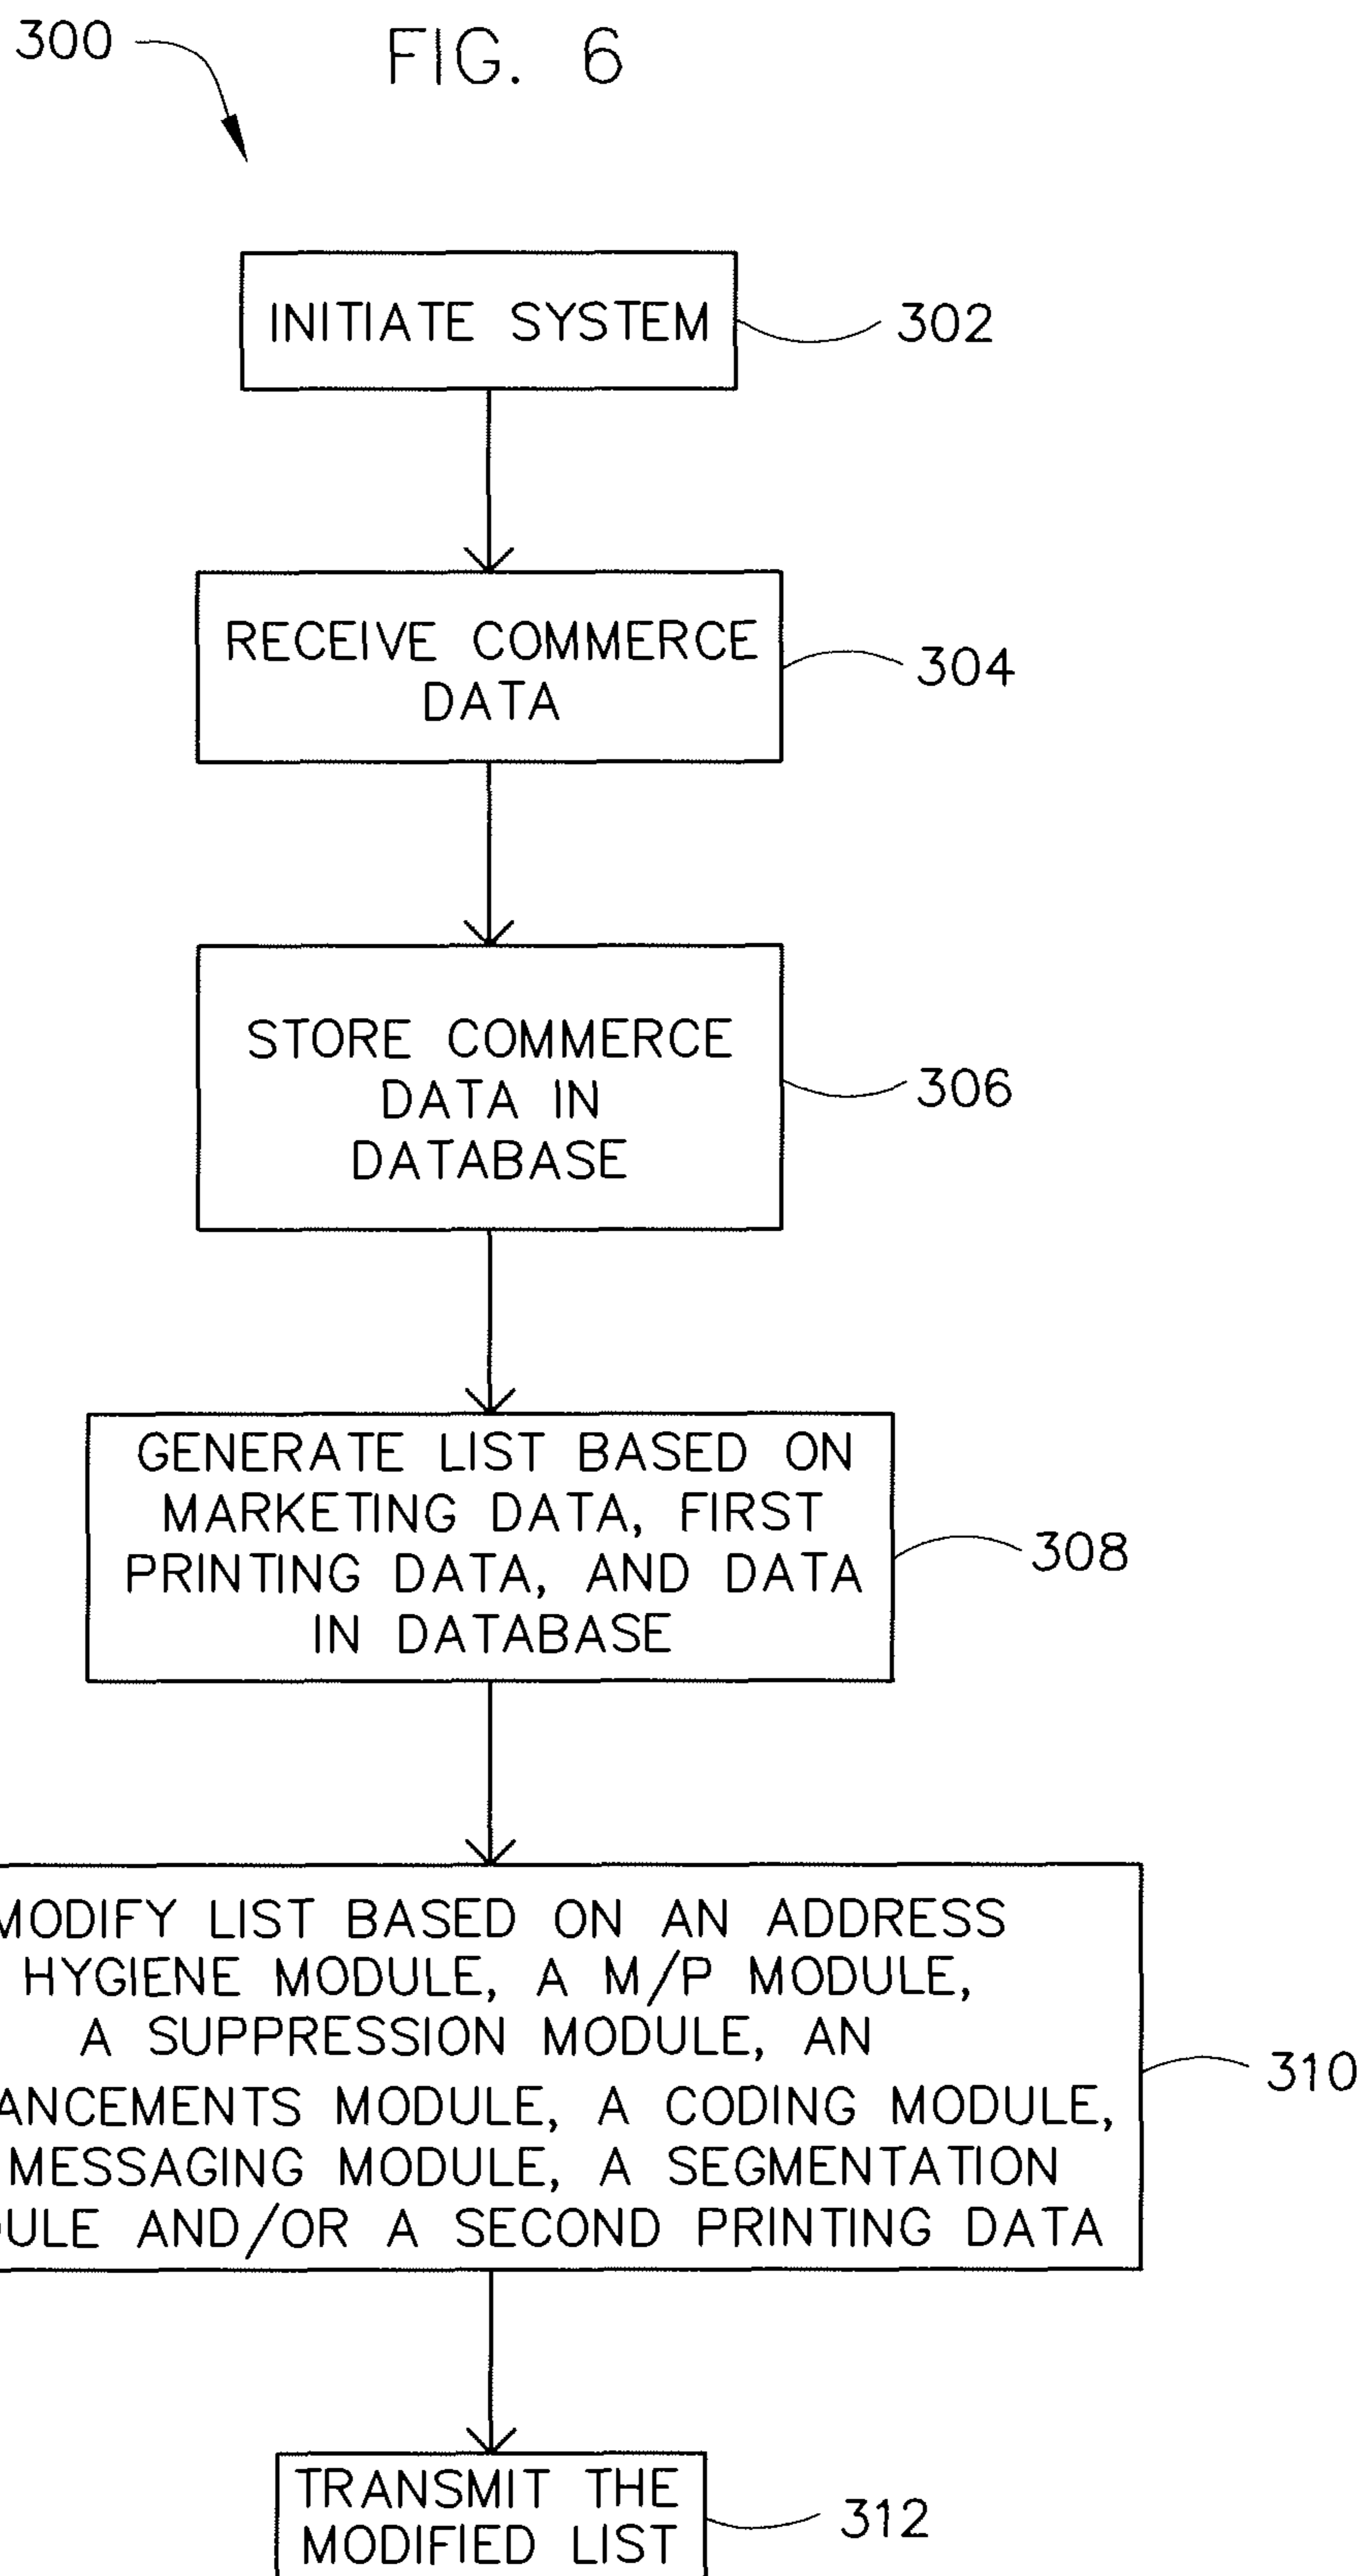 300
FIG. 6
INITIATE SYSTEM
302
RECEIVE COMMERCE
DATA
304
STORE COMMERCE
DATA IN
DATABASE
306
GENERATE LIST BASED ON
MARKETING DATA, FIRST
PRINTING DATA, AND DATA
IN DATABASE
308
MODIFY LIST BASED ON AN ADDRESS
HYGIENE MODULE, A M/P MODULE,
A SUPPRESSION MODULE, AN
ANCEMENTS MODULE, A CODING MODULE,
MESSAGING MODULE, A SEGMENTATION
ULE AND/OR A SECOND PRINTING DATA
310
TRANSMIT THE
MODIFIED LIST
312